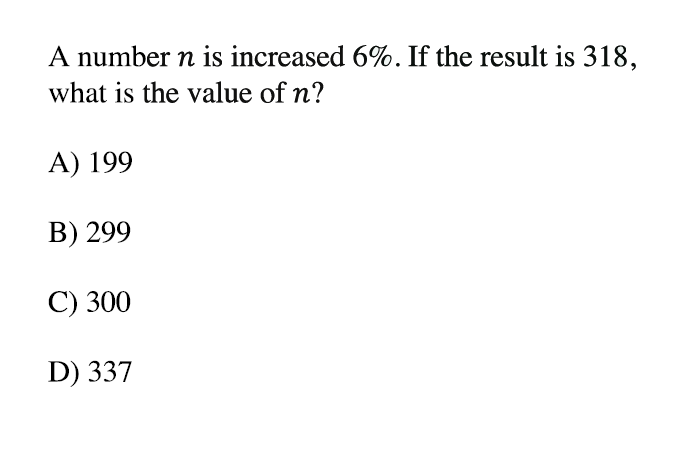 A number n is increased 6%. If the result is 318,
what is the value of n?
A) 199
B) 299
C) 300
D) 337